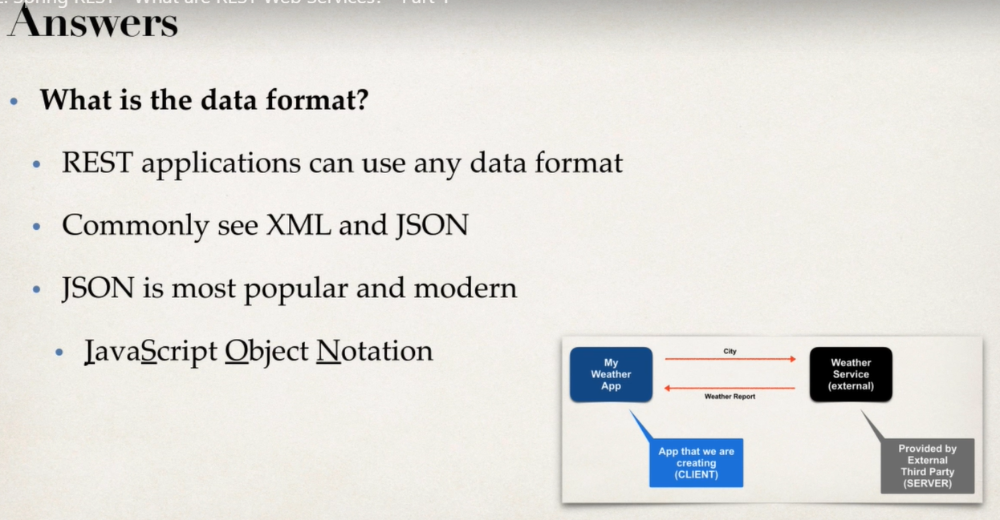 Spring REST - What are REST Web Services? - Part 1
Answers
What is the data format?
REST applications can use any data format
Commonly see XML and JSON
JSON is most popular and modern
JavaScript Object Notation
My
Weather
App
City
Weather Report
Weather
Service
(external)
App that we are
creating
(CLIENT)
Provided by
External
Third Party
(SERVER)